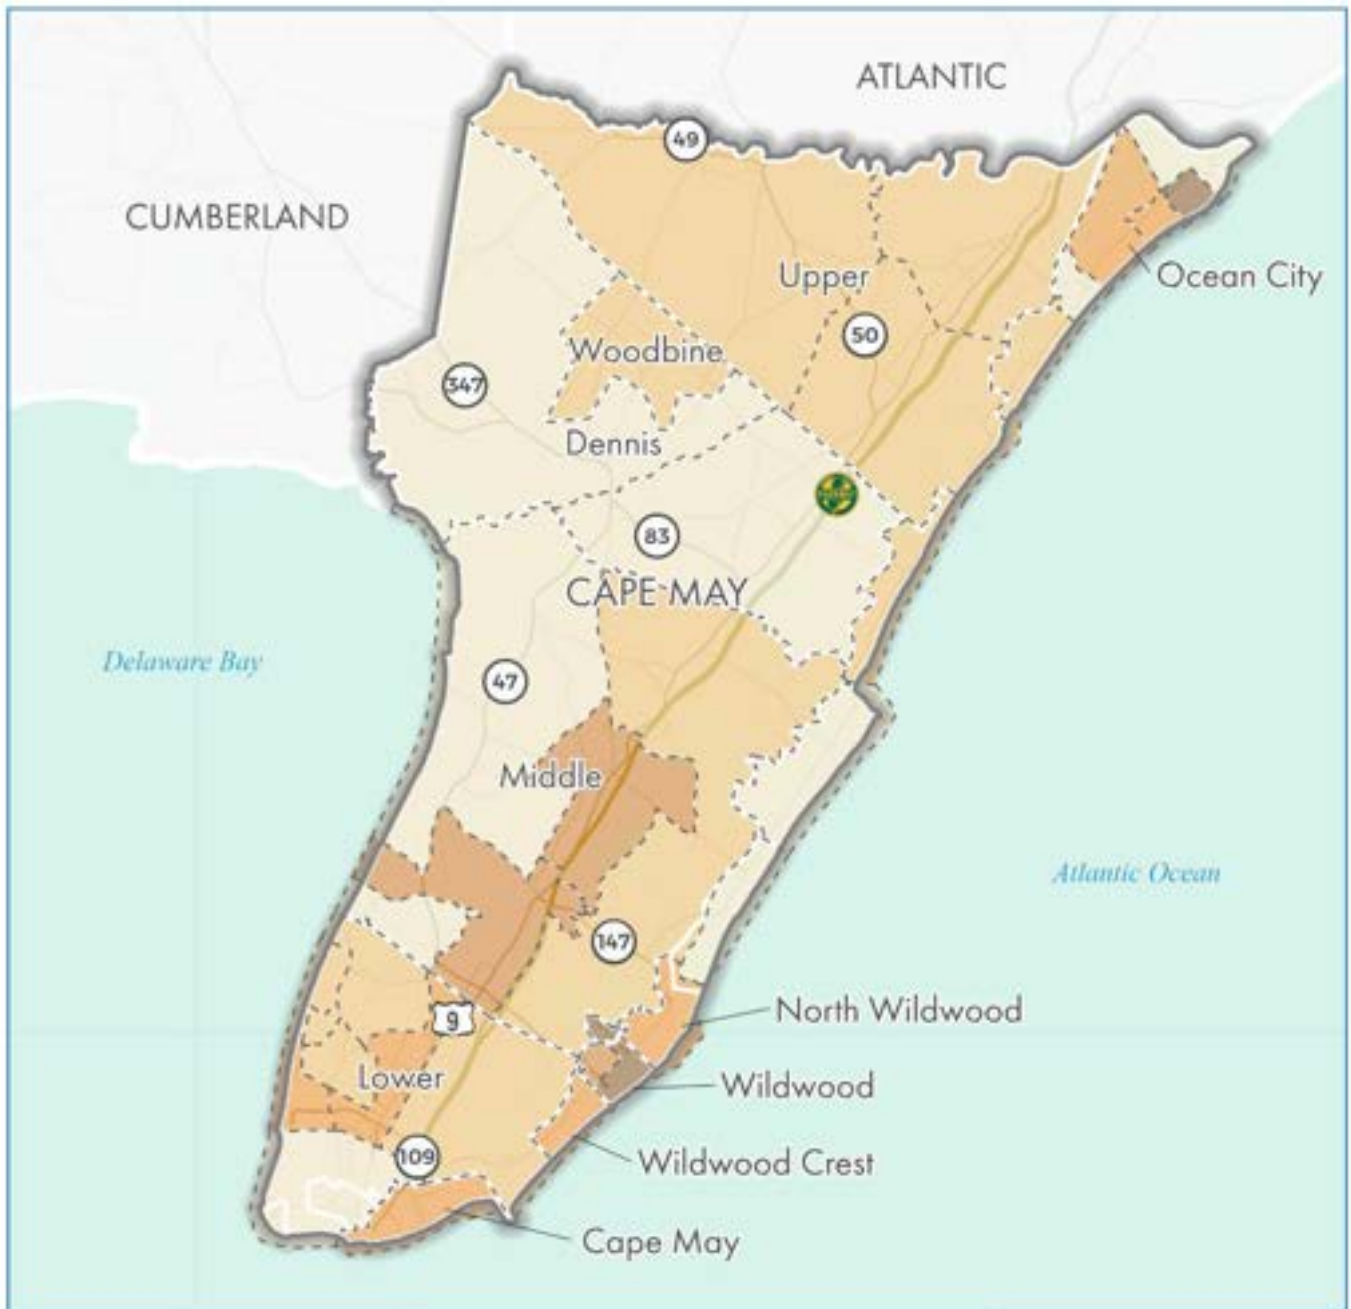 ATLANTIC
49
CUMBERLAND
Ocean City
Upper
50
Woodbine
347
Dennis
83
CAPE MAY
Delaware Bay
47
Middle
Atlantic Ocean
147
North Wildwood
9
Lower
Wildwood
109
Wildwood Crest
Cape May